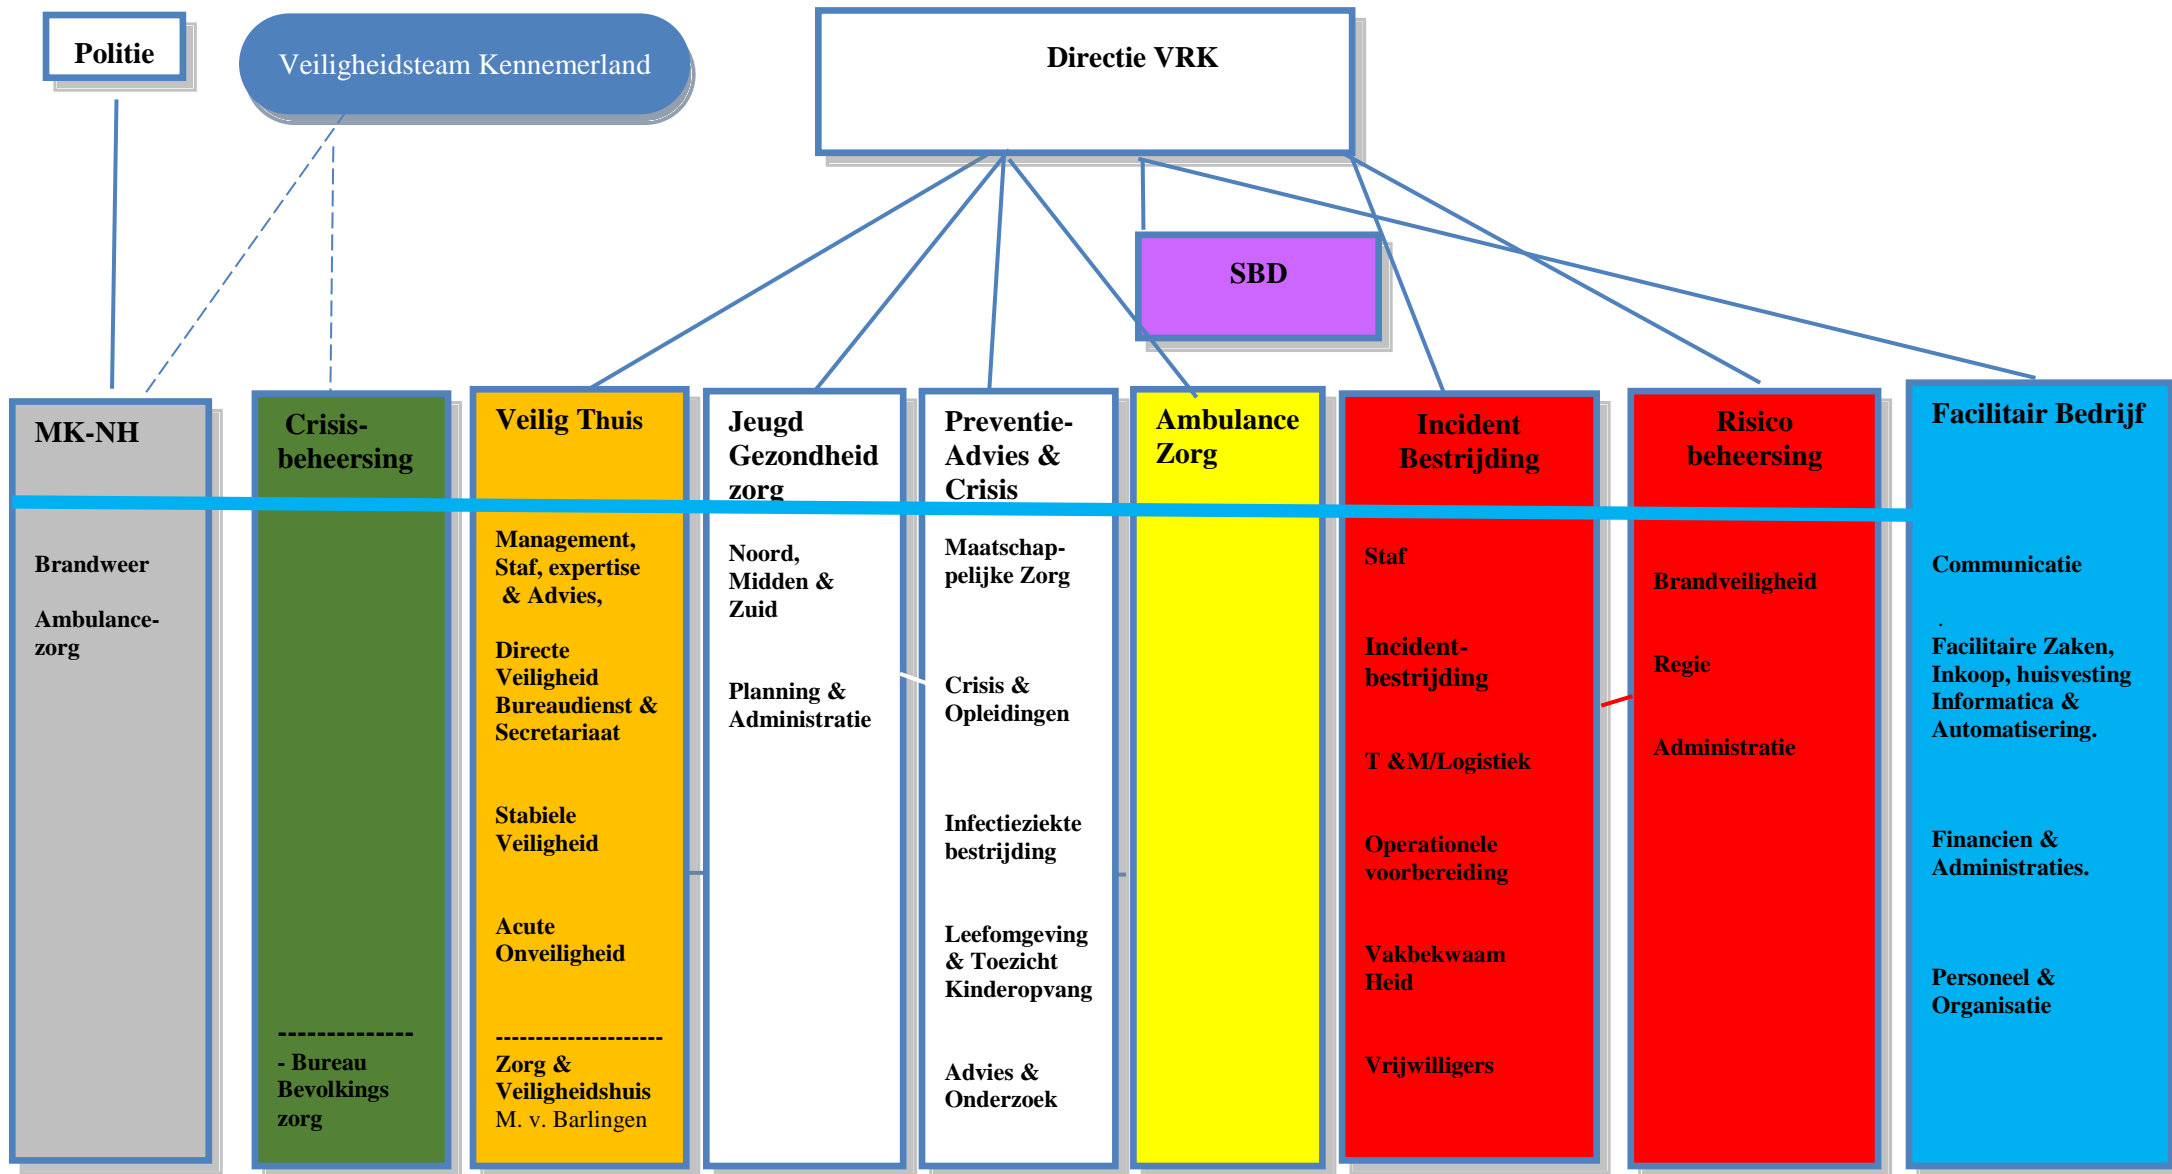 Politie
Veiligheidsteam Kennemerland
Directie VRK
SBD
MK-NH
Brandweer
Ambulance-
zorg
Crisis-
beheersing
--------------
- Bureau
Bevolkings
zorg
Veilig Thuis
Management,
Staf, expertise
& Advies,
Directe
Veiligheid
Bureaudienst &
Secretariaat
Stabiele
Veiligheid
Acute
Onveiligheid
---------------------
Zorg &
Veiligheidshuis
M. v. Barlingen
Jeugd
Gezondheid
zorg
Noord,
Midden &
Zuid
Planning &
Administratie
Preventie-
Advies &
Crisis
Maatschap-
pelijke Zorg
Crisis &
Opleidingen
Infectieziekte
bestrijding
Leefomgeving
& Toezicht
Kinderopvang
Advies &
Onderzoek
Ambulance
Zorg
Incident
Bestrijding
Staf
Incident-
bestrijding
T &M/Logistiek
Operationele
voorbereiding
Vakbekwaam
Heid
Vrijwilligers
Risico
beheersing
Brandveiligheid
Regie
Administratie
Facilitair Bedrijf
Communicatie
.
Facilitaire Zaken,
Inkoop, huisvesting
Informatica &
Automatisering.
Financien &
Administraties.
Personeel &
Organisatie